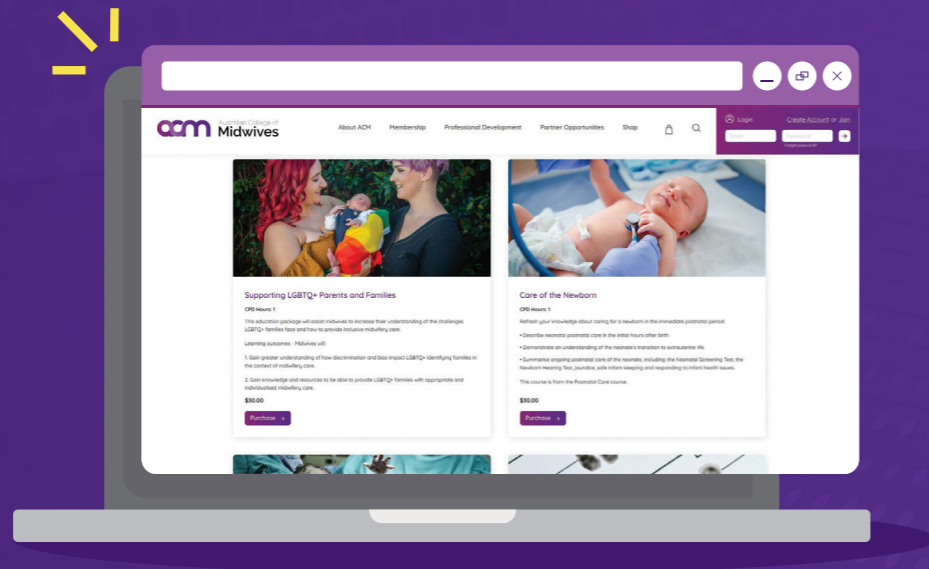 acm Australian College of
Midwives
About ACM Membership Professional Development Partner Opportunities Shop
Login Create Account or Join
Email Password
Forgot password?
Supporting LGBTQ+ Parents and Families
CPD Hours: 1
This education package will assist midwives to increase their understanding of the challenges
LGBTQ+ families face and how to provide inclusive midwifery care.
Learning outcomes - Midwives will:
1. Gain greater understanding of how discrimination and bias impact LGBTQ+ identifying families in
the context of midwifery care.
2. Gain knowledge and resources to be able to provide LGBTQ+ families with appropriate and
individualised midwifery care.
$30.00
Purchase →
Care of the Newborn
CPD Hours: 1
Refresh your knowledge about caring for a newborn in the immediate postnatal period.
• Describe neonatal postnatal care in the initial hours after birth.
• Demonstrate an understanding of the neonate's transition to extrauterine life.
• Summarise ongoing postnatal care of the neonate, including: the Neonatal Screening Test, the
Newborn Hearing Test, jaundice, safe infant sleeping and responding to infant health issues.
This course is from the Postnatal Care course.
$30.00
Purchase →